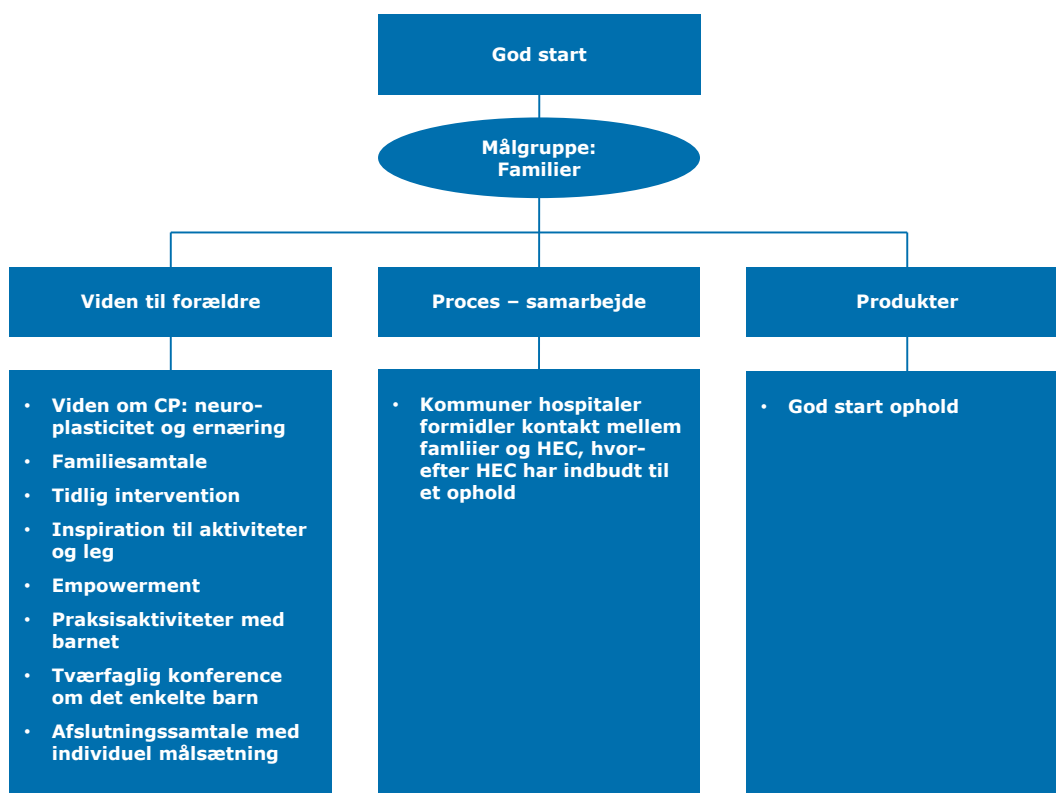 God start
Målgruppe:
Familier
Viden til forældre
• Viden om CP: neuro-
plasticitet og ernæring
• Familiesamtale
• Tidlig intervention
• Inspiration til aktiviteter
og leg
• Empowerment
• Praksisaktiviteter med
barnet
• Tværfaglig konference
om det enkelte barn
• Afslutningssamtale med
individuel målsætning
Proces – samarbejde
• Kommuner hospitaler
formidler kontakt mellem
famliier og HEC, hvor-
efter HEC har indbudt til
et ophold
Produkter
• God start ophold